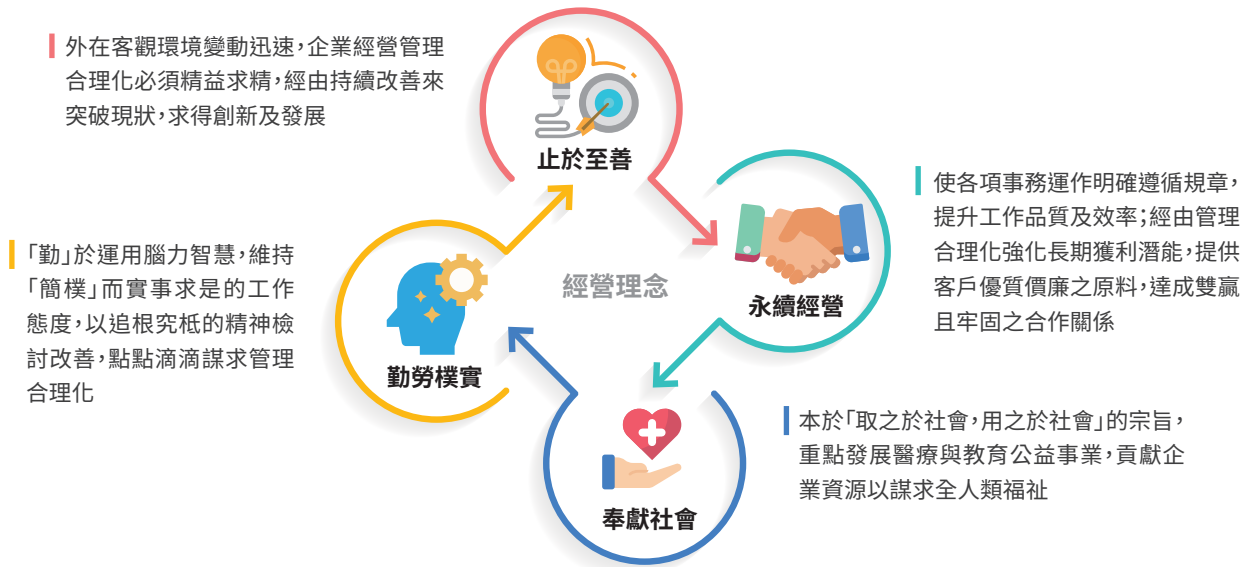 外在客觀環境變動迅速，企業經營管理
合理化必須精益求精，經由持續改善來
突破現狀，求得創新及發展
止於至善
使各項事務運作明確遵循規章，
提升工作品質及效率；經由管理
合理化強化長期獲利潛能，提供
客戶優質價廉之原料，達成雙贏
且牢固之合作關係
永續經營
「勤」於運用腦力智慧，維持
「簡樸」而實事求是的工作
態度，以追根究柢的精神檢
討改善，點點滴滴謀求管理
合理化
勤勞樸實
經營理念
本於「取之於社會，用之於社會」的宗旨，
重點發展醫療與教育公益事業，貢獻企
業資源以謀求全人類福祉
奉獻社會